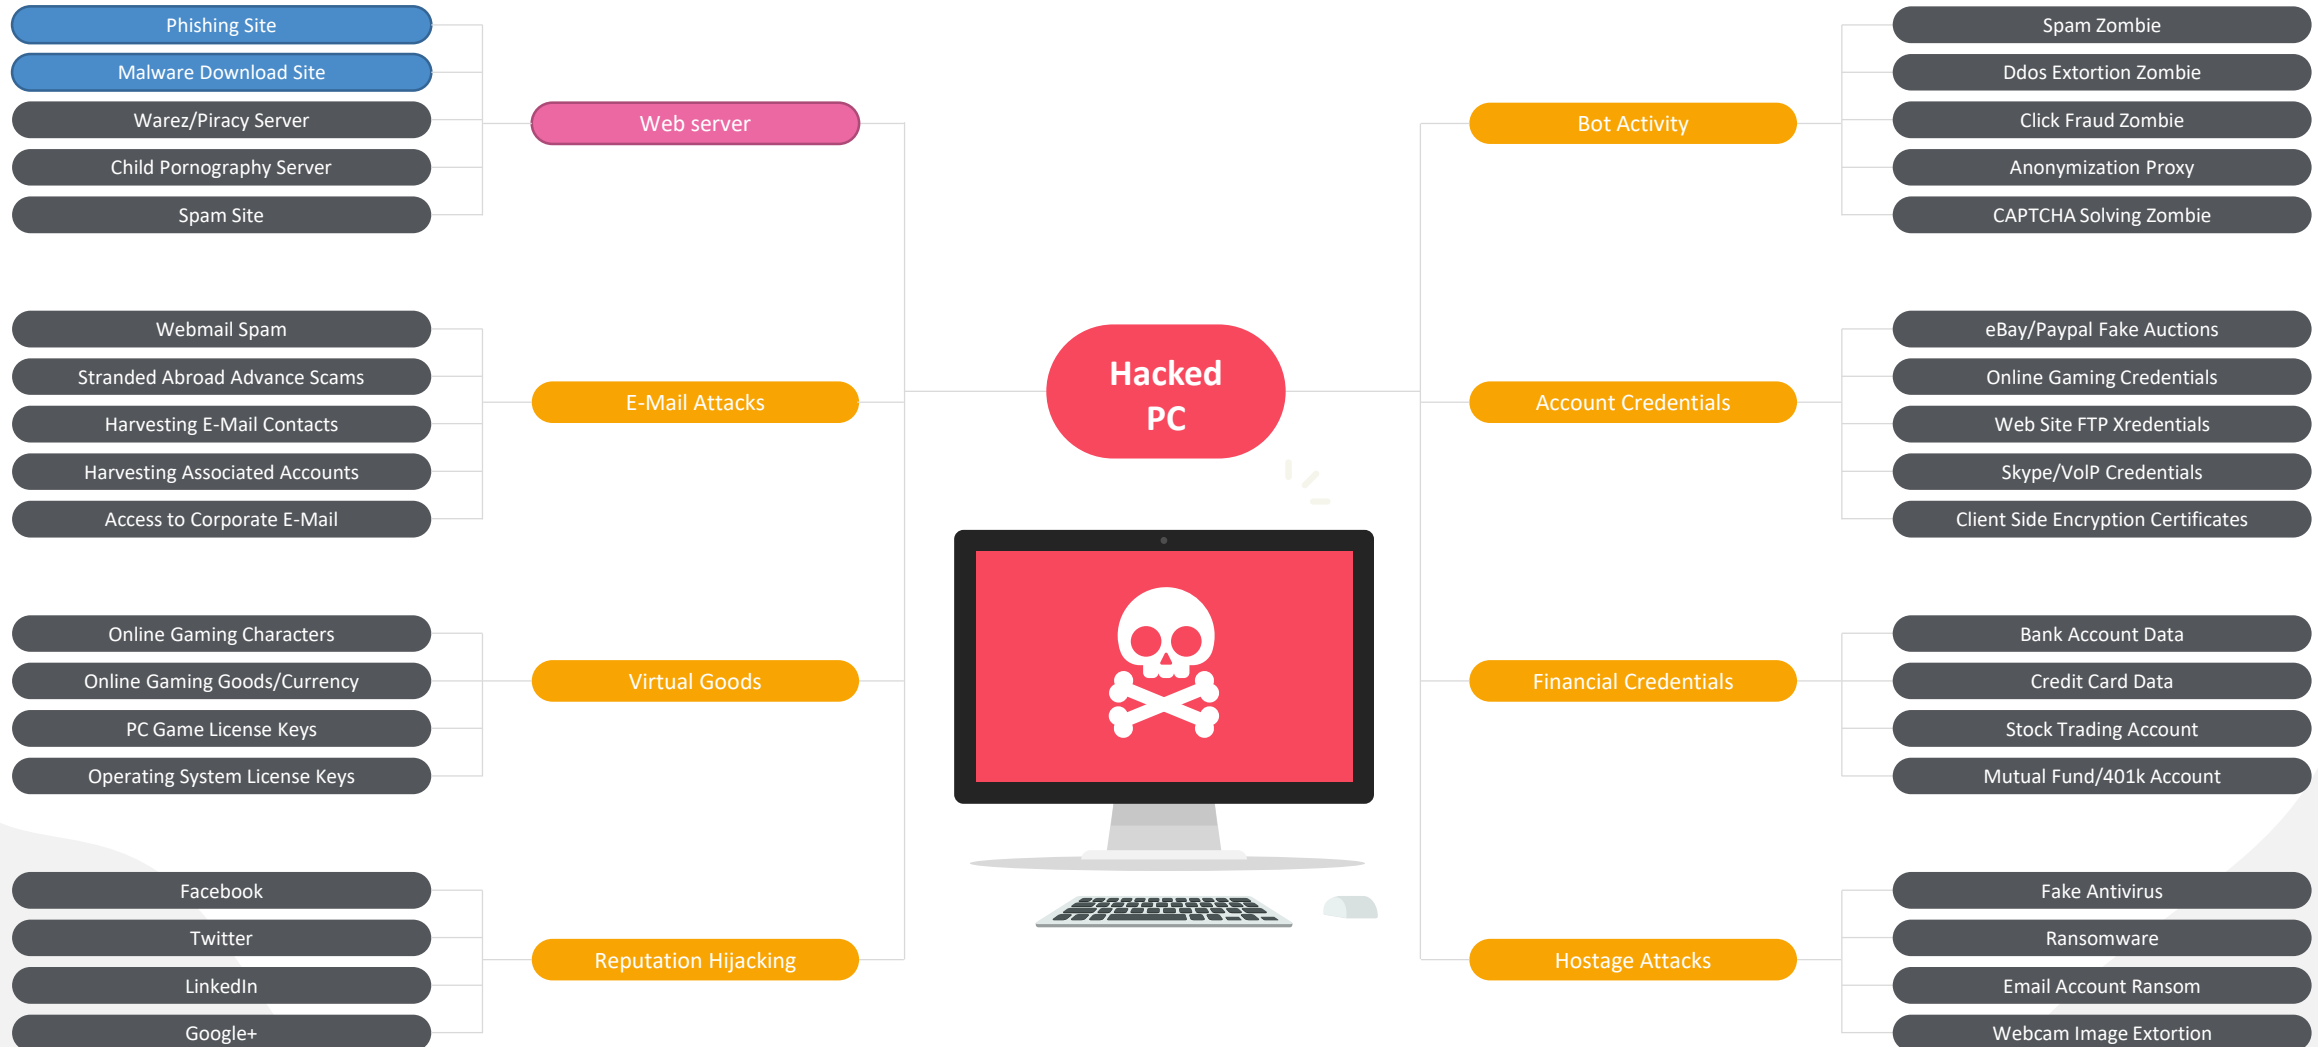 Phishing Site
Malware Download Site
Warez/Piracy Server
Child Pornography Server
Spam Site
Web server
Webmail Spam
Stranded Abroad Advance Scams
Harvesting E-Mail Contacts
Harvesting Associated Accounts
Access to Corporate E-Mail
E-Mail Attacks
Online Gaming Characters
Online Gaming Goods/Currency
PC Game License Keys
Operating System License Keys
Virtual Goods
Facebook
Twitter
LinkedIn
Google+
Reputation Hijacking
Hacked
PC
Bot Activity
Spam Zombie
Ddos Extortion Zombie
Click Fraud Zombie
Anonymization Proxy
CAPTCHA Solving Zombie
Account Credentials
eBay/Paypal Fake Auctions
Online Gaming Credentials
Web Site FTP Xredentials
Skype/VoIP Credentials
Client Side Encryption Certificates
Financial Credentials
Bank Account Data
Credit Card Data
Stock Trading Account
Mutual Fund/401k Account
Hostage Attacks
Fake Antivirus
Ransomware
Email Account Ransom
Webcam Image Extortion